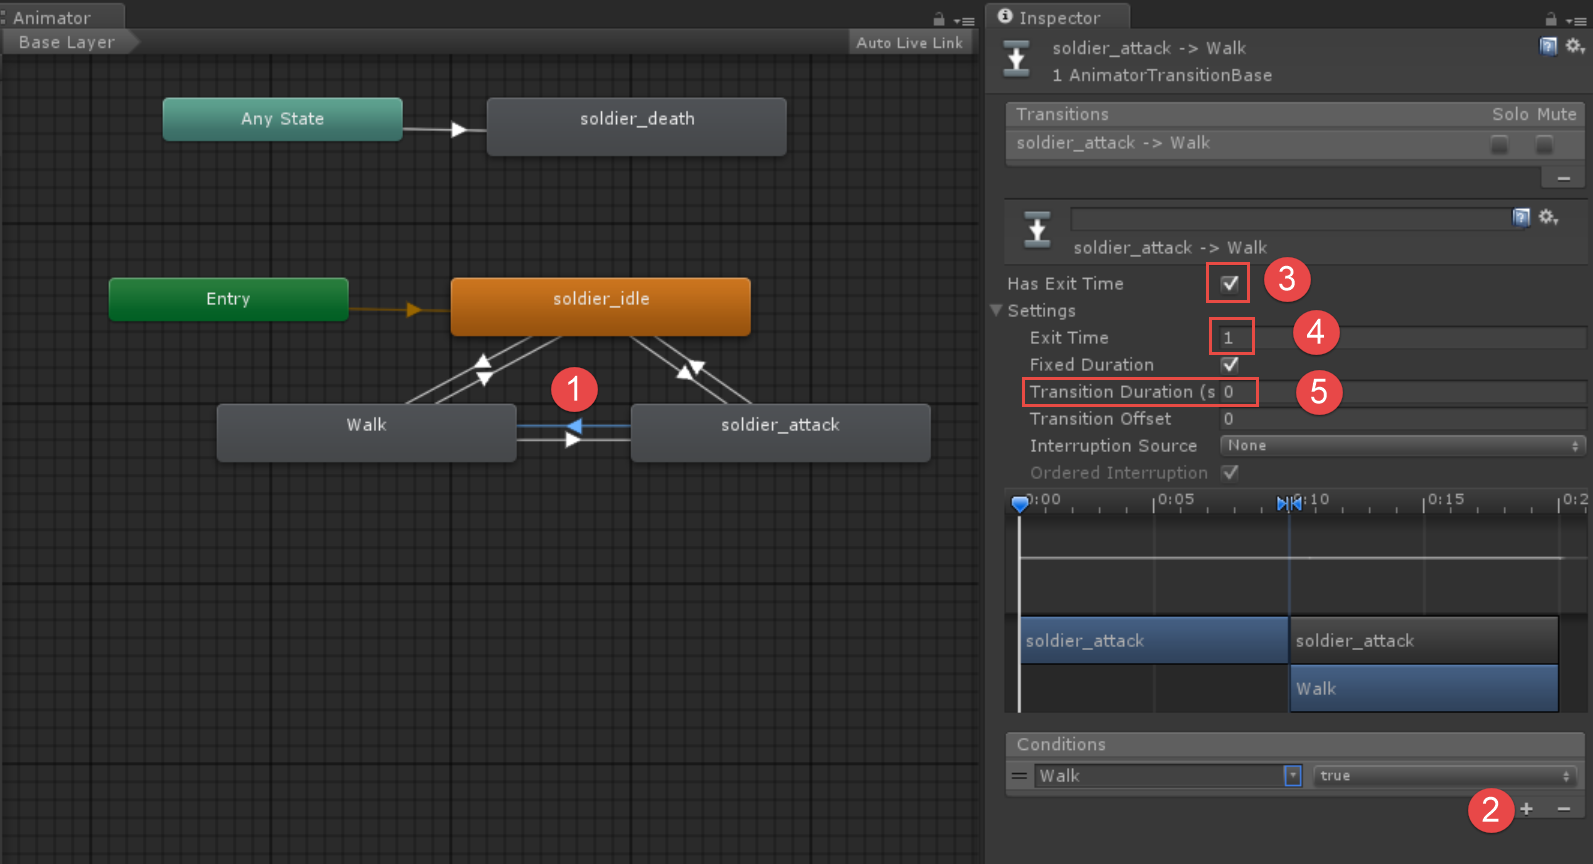 Animator
Base Layer
Auto Live Link
Any State
soldier_death
Entry
soldier_idle
1
Walk
soldier_attack
Inspector
soldier_attack -> Walk
1 AnimatorTransitionBase
Transitions Solo Mute
soldier_attack -> Walk
soldier_attack -> Walk
Has Exit Time 3
Settings
Exit Time 1 4
Fixed Duration
Transition Duration (s 0 5
Transition Offset 0
Interruption Source None
Ordered Interruption
0:00 0:05 0:10 0:15 0:2
soldier_attack soldier_attack
Walk
Conditions
Walk true
2 + −